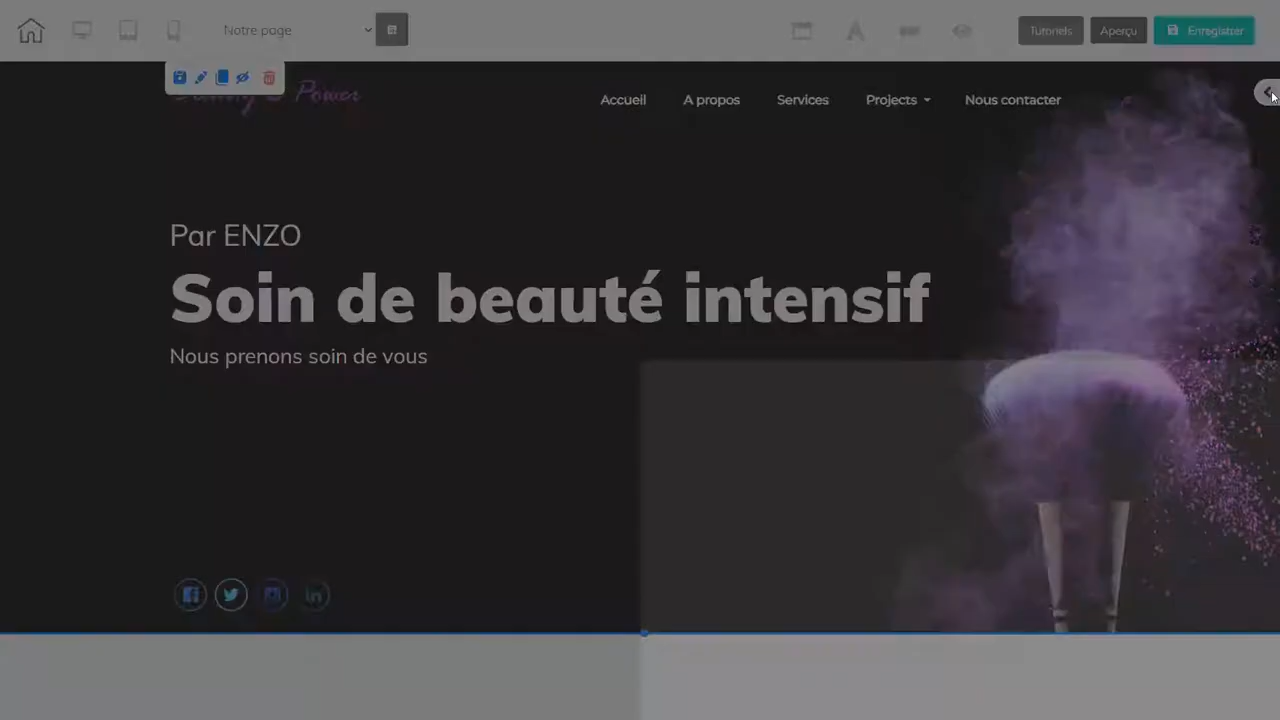 Notre page
Tutoriels
Aperçu
Enregistrer
Power
Accueil
A propos
Services
Projects
Nous contacter
Par ENZO
Soin de beauté intensif
Nous prenons soin de vous